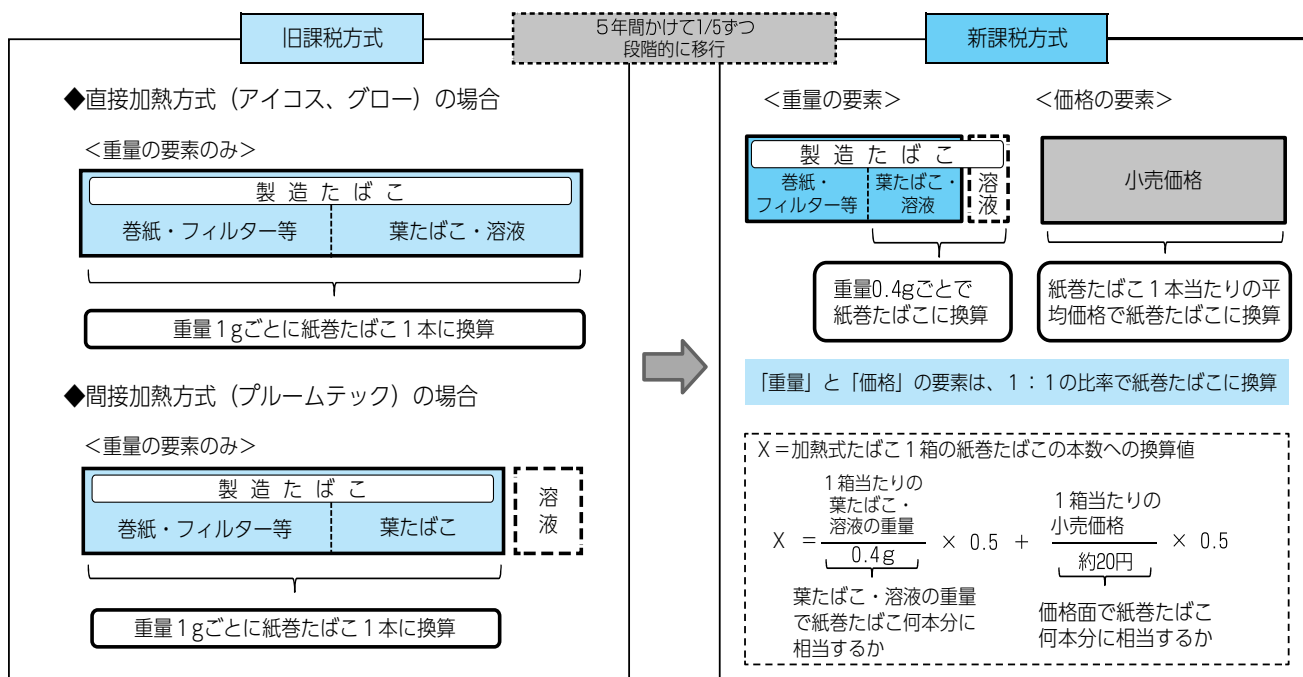 旧課税方式
5年間かけて1/5ずつ
段階的に移行
新課税方式
◆直接加熱方式（アイコス、グロー）の場合
＜重量の要素のみ＞
製造たばこ
巻紙・フィルター等
葉たばこ・溶液
重量1gごとに紙巻たばこ1本に換算
◆間接加熱方式（プルームテック）の場合
＜重量の要素のみ＞
製造たばこ
巻紙・フィルター等
葉たばこ
溶
液
重量1gごとに紙巻たばこ1本に換算
＜重量の要素＞
＜価格の要素＞
製造たばこ
巻紙・
フィルター等
葉たばこ・
溶液
溶
液
小売価格
重量0.4gごとで
紙巻たばこに換算
紙巻たばこ1本当たりの平
均価格で紙巻たばこに換算
「重量」と「価格」の要素は、1：1の比率で紙巻たばこに換算
X＝加熱式たばこ1箱の紙巻たばこの本数への換算値
1箱当たりの
葉たばこ・
溶液の重量
1箱当たりの
小売価格
X ＝ × 0.5 ＋ × 0.5
0.4g
約20円
葉たばこ・溶液の重量
で紙巻たばこ何本分に
相当するか
価格面で紙巻たばこ
何本分に相当するか